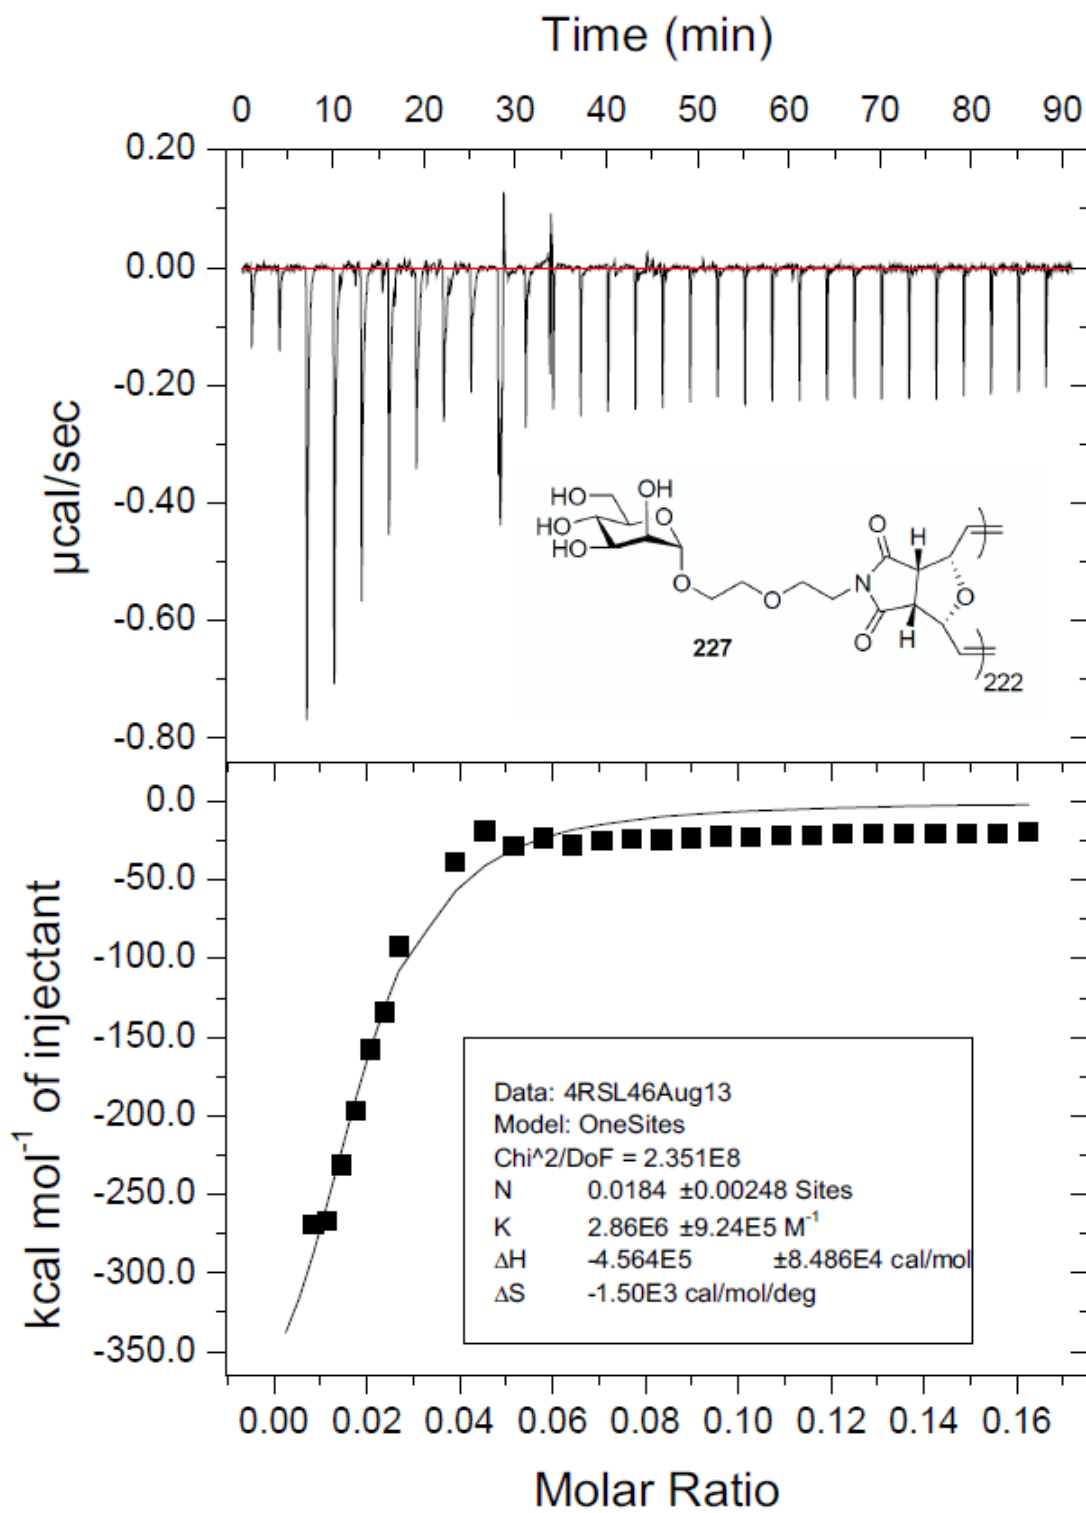 Time (min)
0 10 20 30 40 50 60 70 80 90
0.20
0.00
-0.20
-0.40
-0.60
-0.80
µcal/sec
HO OH
O
HO
HO
O
O
N
O
O
H
H
O
227
222
0.0
-50.0
-100.0
-150.0
-200.0
-250.0
-300.0
-350.0
kcal mol⁻¹ of injectant
Data: 4RSL46Aug13
Model: OneSites
Chi^2/DoF = 2.351E8
N 0.0184 ±0.00248 Sites
K 2.86E6 ±9.24E5 M⁻¹
ΔH -4.564E5 ±8.486E4 cal/mol
ΔS -1.50E3 cal/mol/deg
0.00 0.02 0.04 0.06 0.08 0.10 0.12 0.14 0.16
Molar Ratio